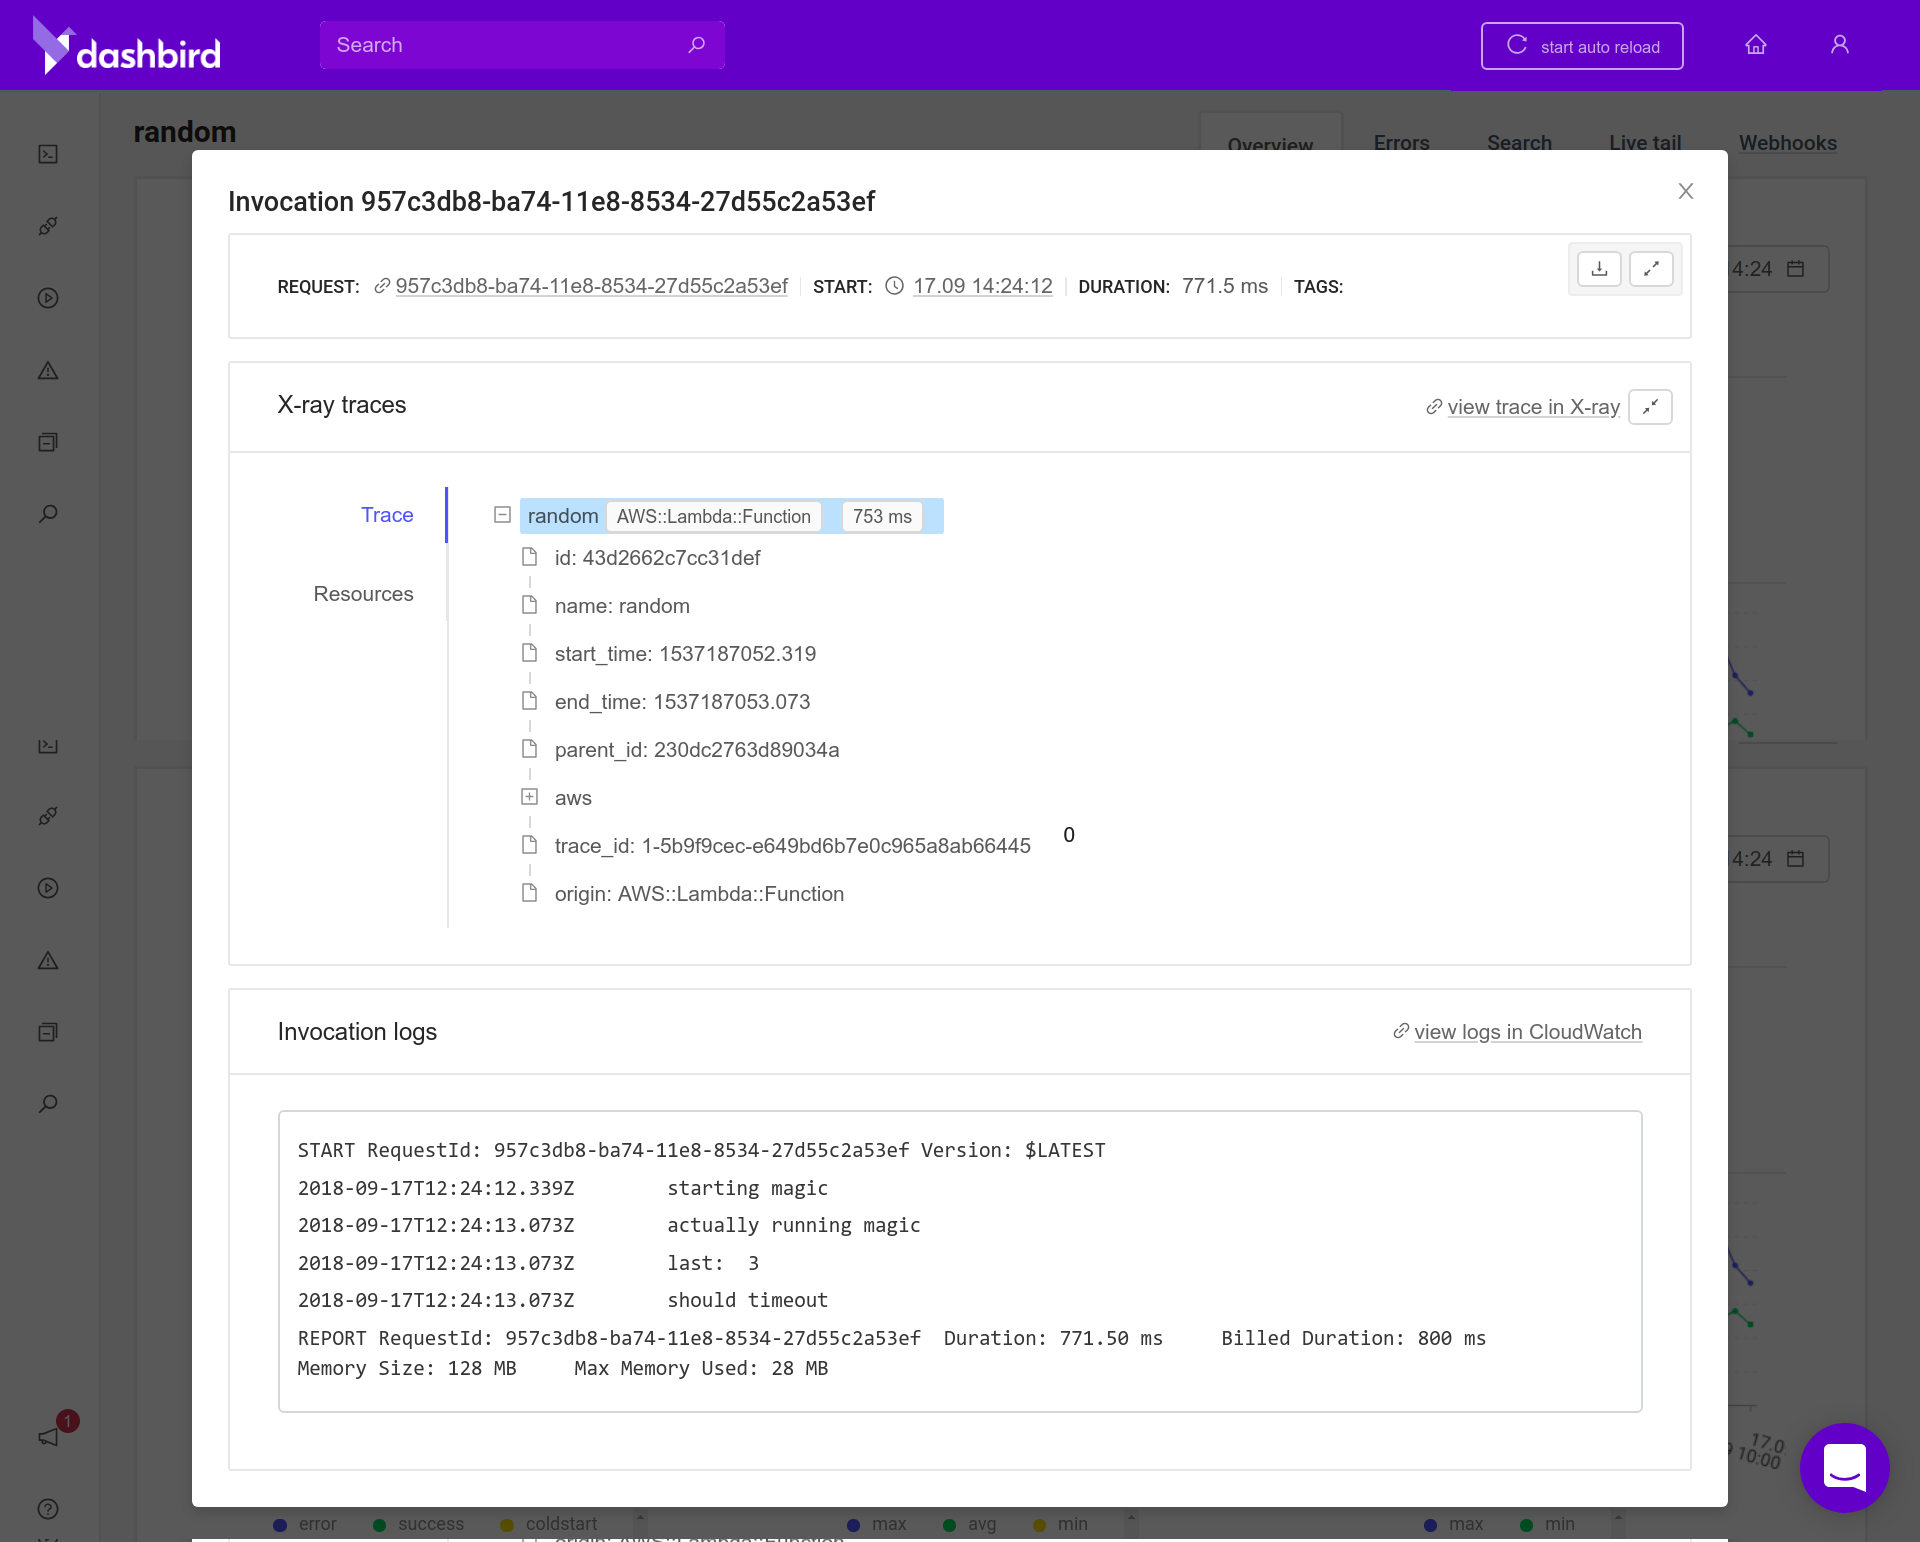 dashbird
Search
start auto reload
random
Overview
Errors
Search
Live tail
Webhooks
Invocation 957c3db8-ba74-11e8-8534-27d55c2a53ef
REQUEST: 957c3db8-ba74-11e8-8534-27d55c2a53ef START: 17.09 14:24:12 DURATION: 771.5 ms TAGS:
4:24
X-ray traces
view trace in X-ray
Trace
Resources
random AWS::Lambda::Function 753 ms
id: 43d2662c7cc31def
name: random
start_time: 1537187052.319
end_time: 1537187053.073
parent_id: 230dc2763d89034a
aws
0
trace_id: 1-5b9f9cec-e649bd6b7e0c965a8ab66445
4:24
origin: AWS::Lambda::Function
Invocation logs
view logs in CloudWatch
START RequestId: 957c3db8-ba74-11e8-8534-27d55c2a53ef Version: $LATEST
2018-09-17T12:24:12.339Z starting magic
2018-09-17T12:24:13.073Z actually running magic
2018-09-17T12:24:13.073Z last: 3
2018-09-17T12:24:13.073Z should timeout
REPORT RequestId: 957c3db8-ba74-11e8-8534-27d55c2a53ef Duration: 771.50 ms Billed Duration: 800 ms
Memory Size: 128 MB Max Memory Used: 28 MB
1
17.0
10:00
error success coldstart
max avg min
max min
origin: AWS::Lambda::Function